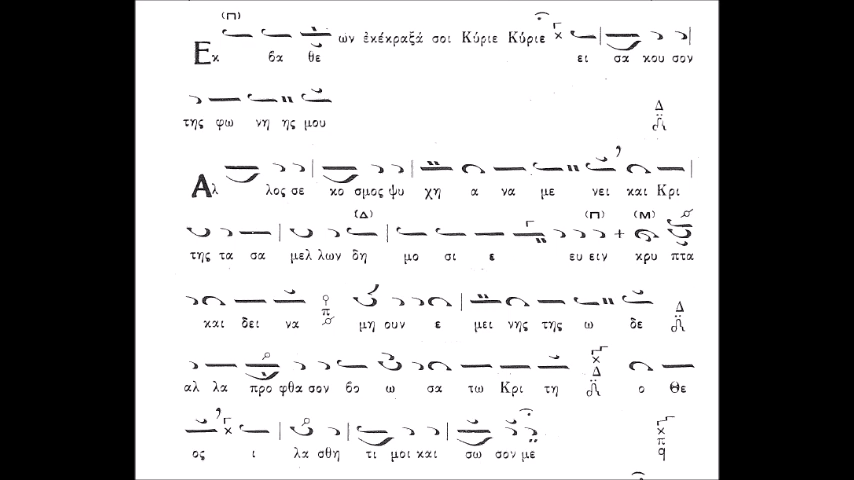 (Π)
Εκ βα θε ων ἐκέκραξά σοι Κύριε Κύριε ει σα κου σον
της φω νη ης μου Δ
Αλ λος σε κο σμος ψυ χη α να με νει και Κρι
(Δ) (Π) (Μ)
της τα σα μελ λων δη μο σι ε ευ ειν κρυ πτα
και δει να π μη ουν ε μει νης της ω δε Δ
αλ λα προ φθα σον βο ω σα τω Κρι τη Δ ο Θε
ος ι λα σθη τι μοι και σω σον με π q